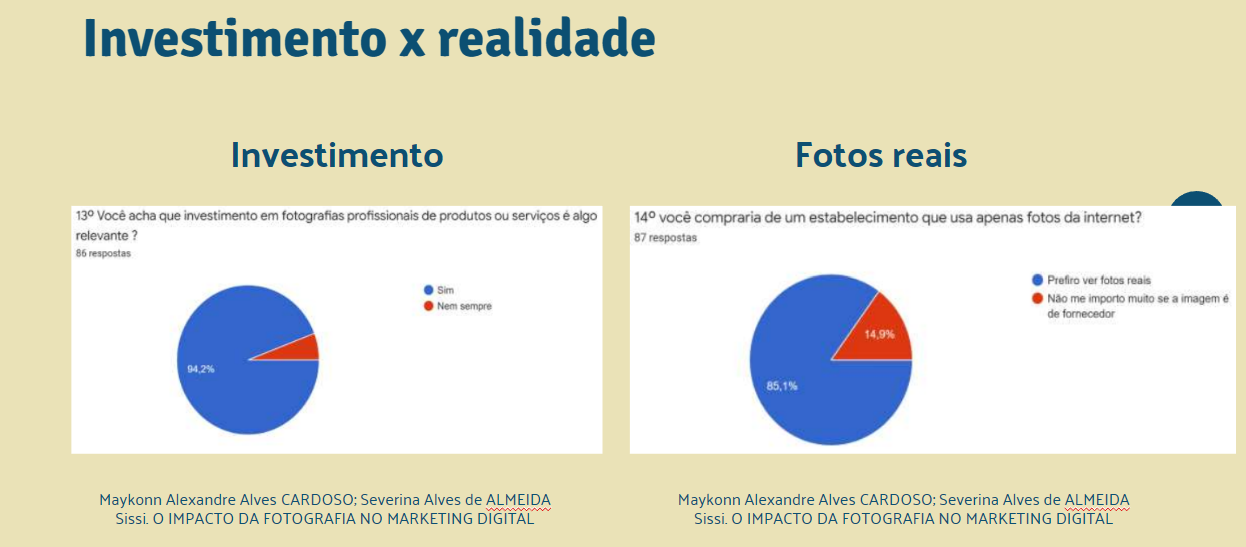 Investimento x realidade
Investimento
13º Você acha que investimento em fotografias profissionais de produtos ou serviços é algo
relevante ?
86 respostas
Sim
Nem sempre
94,2%
Maykonn Alexandre Alves CARDOSO; Severina Alves de ALMEIDA
Sissi. O IMPACTO DA FOTOGRAFIA NO MARKETING DIGITAL
Fotos reais
14º você compraria de um estabelecimento que usa apenas fotos da internet?
87 respostas
Prefiro ver fotos reais
Não me importo muito se a imagem é
de fornecedor
14,9%
85,1%
Maykonn Alexandre Alves CARDOSO; Severina Alves de ALMEIDA
Sissi. O IMPACTO DA FOTOGRAFIA NO MARKETING DIGITAL